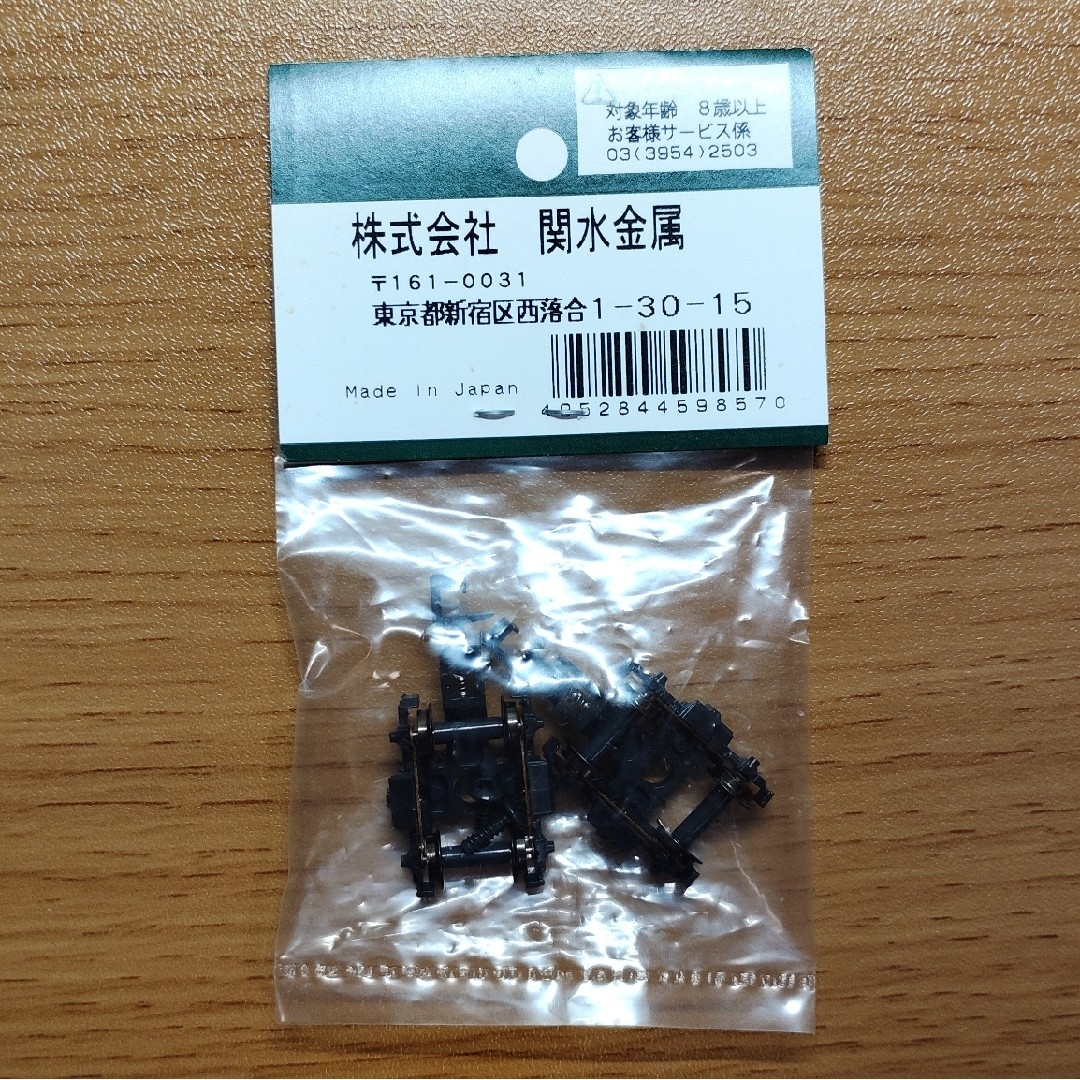 対象年齢 8歳以上
お客様サービス係
03(3954)2503
株式会社 関水金属
〒161-0031
東京都新宿区西落合1-30-15
Made in Japan
4952844598570